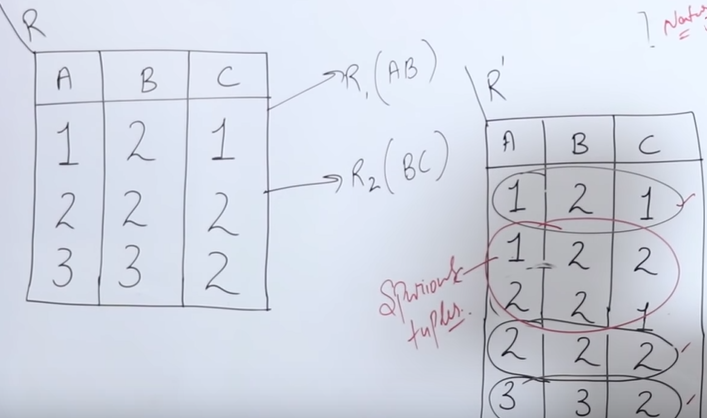 R
A B C
1 2 1
2 2 2
3 3 2
R1(AB)
R2(BC)
R'
A B C
1 2 1
1 2 2
2 2 1
2 2 2
3 3 2
Spurious
tuples.